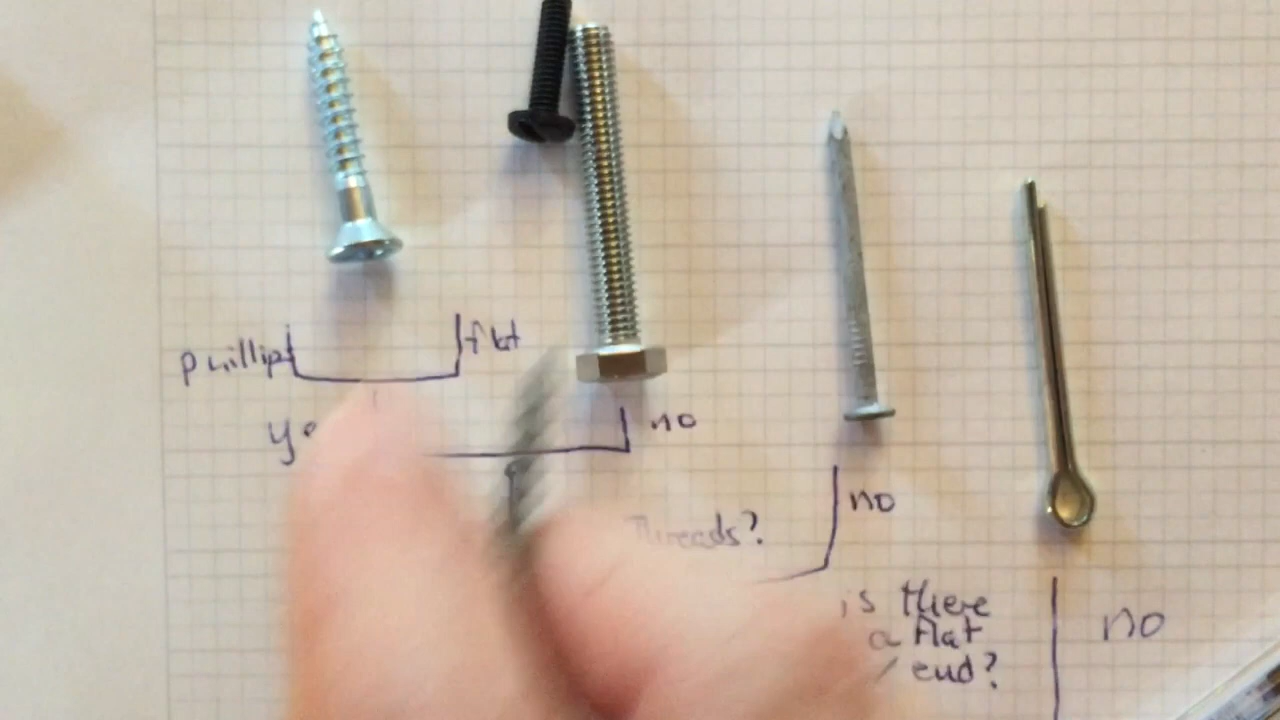 phillips flat
no
no
Threads?
is there
a flat
end?
no